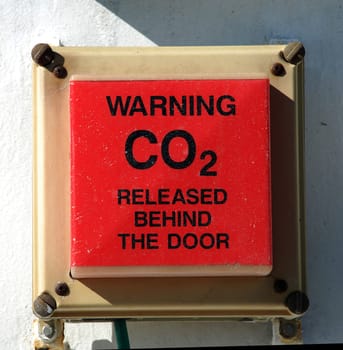 WARNING
CO2
RELEASED
BEHIND
THE DOOR